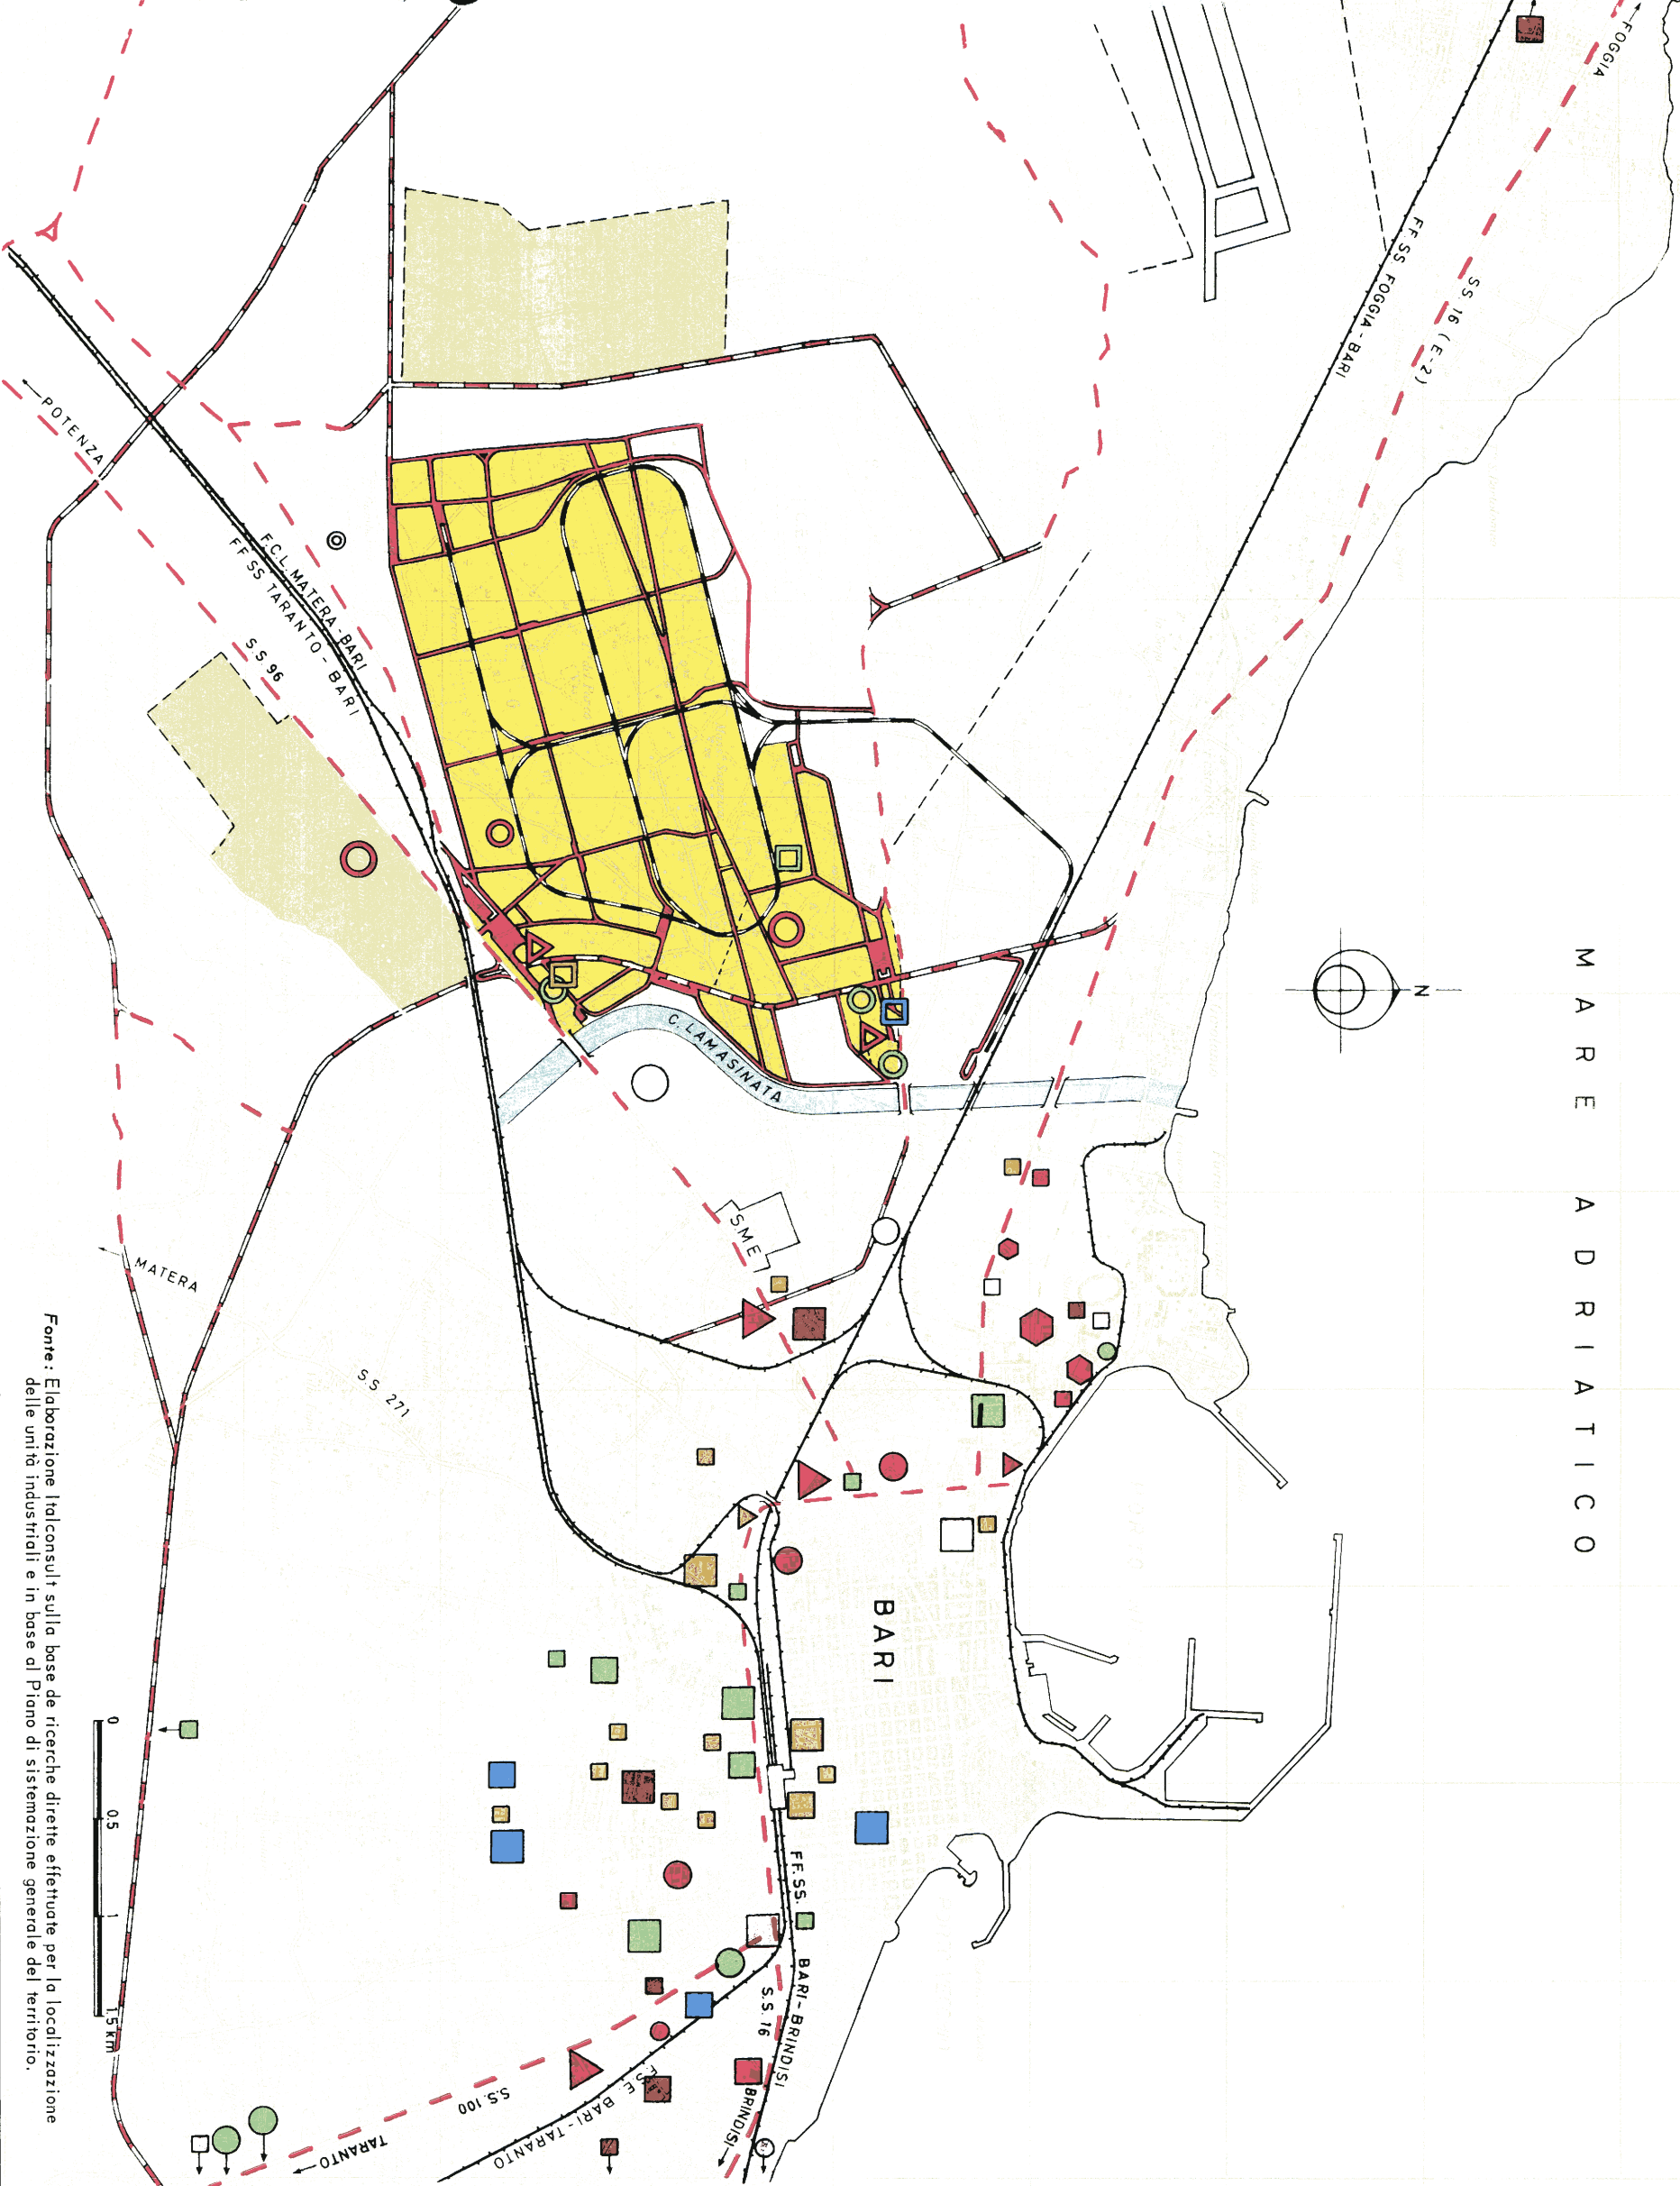 FOGGIA
SS. 16 (E-2)
FF. SS. FOGGIA - BARI
MARE ADRIATICO
N
POTENZA
F.C.L. MATERA - BARI
FF SS TARANTO - BARI
S.S. 96
C. LAMASINATA
SME
MATERA
S.S. 271
BARI
FF.SS. BARI - BRINDISI
S.S. 16
BRINDISI
F.S.E. BARI - TARANTO
S.S. 100
TARANTO
0 0,5 1 1,5 km
Fonte: Elaborazione Italconsult sulla base de ricerche dirette effettuate per la localizzazione
delle unità industriali e in base al Piano di sistemazione generale del territorio.